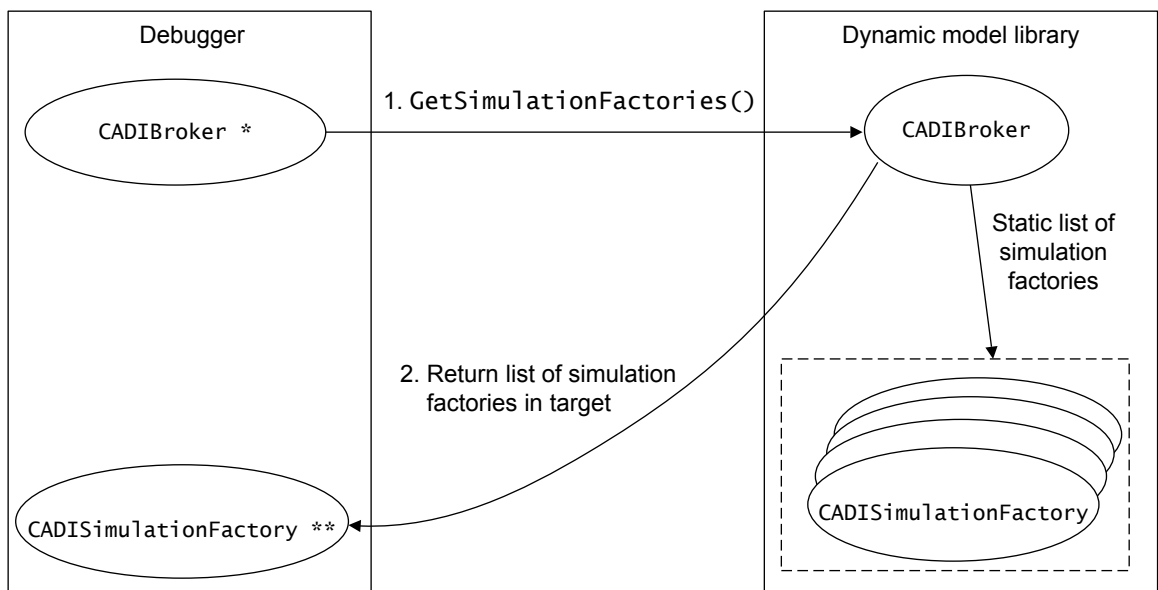 Debugger
Dynamic model library
1. GetSimulationFactories()
CADIBroker *
CADIBroker
Static list of
simulation
factories
2. Return list of simulation
factories in target
CADISimulationFactory **
CADISimulationFactory